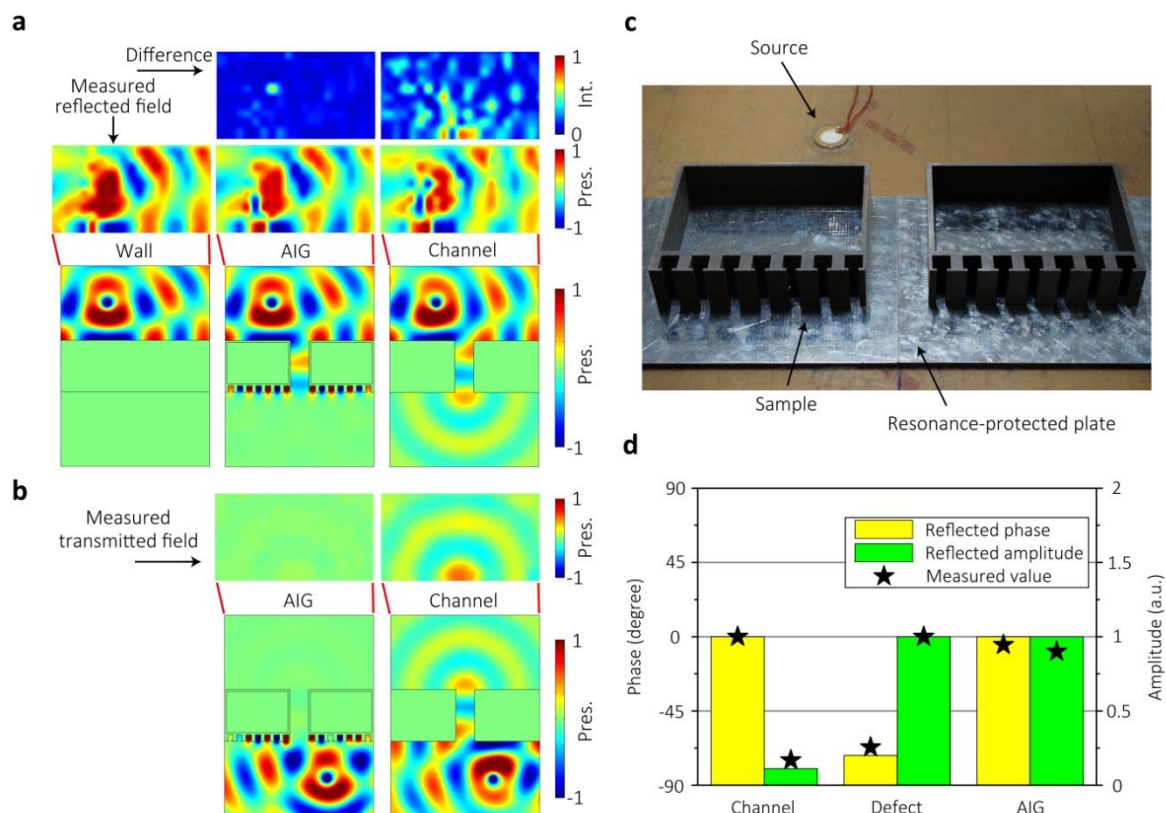 a
Difference
Measured
reflected field
1
Int.
0
1
Pres.
-1
Wall
AIG
Channel
1
Pres.
-1
b
Measured
transmitted field
1
Pres.
-1
AIG
Channel
1
Pres.
-1
c
Source
Sample
Resonance-protected plate
d
Reflected phase
Reflected amplitude
Measured value
Phase (degree)
90
45
0
-45
-90
Amplitude (a.u.)
2
1.5
1
0.5
0
Channel
Defect
AIG